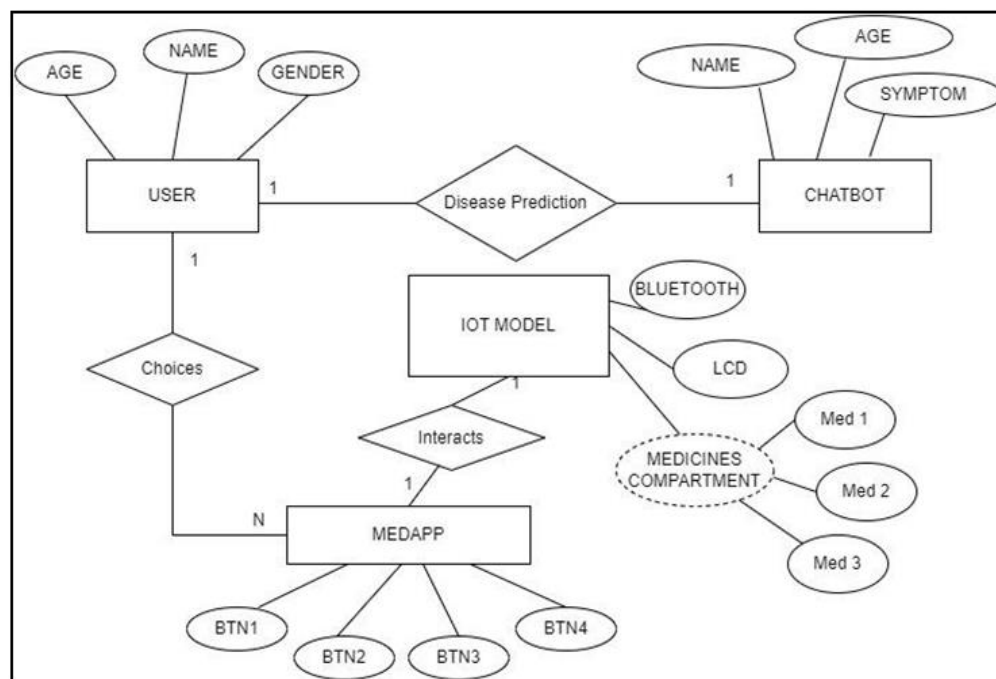 AGE
NAME
GENDER
NAME
AGE
SYMPTOM
USER
1
Disease Prediction
1
CHATBOT
1
BLUETOOTH
IOT MODEL
LCD
Choices
1
Interacts
Med 1
MEDICINES
COMPARTMENT
Med 2
1
N
MEDAPP
Med 3
BTN1
BTN2
BTN3
BTN4